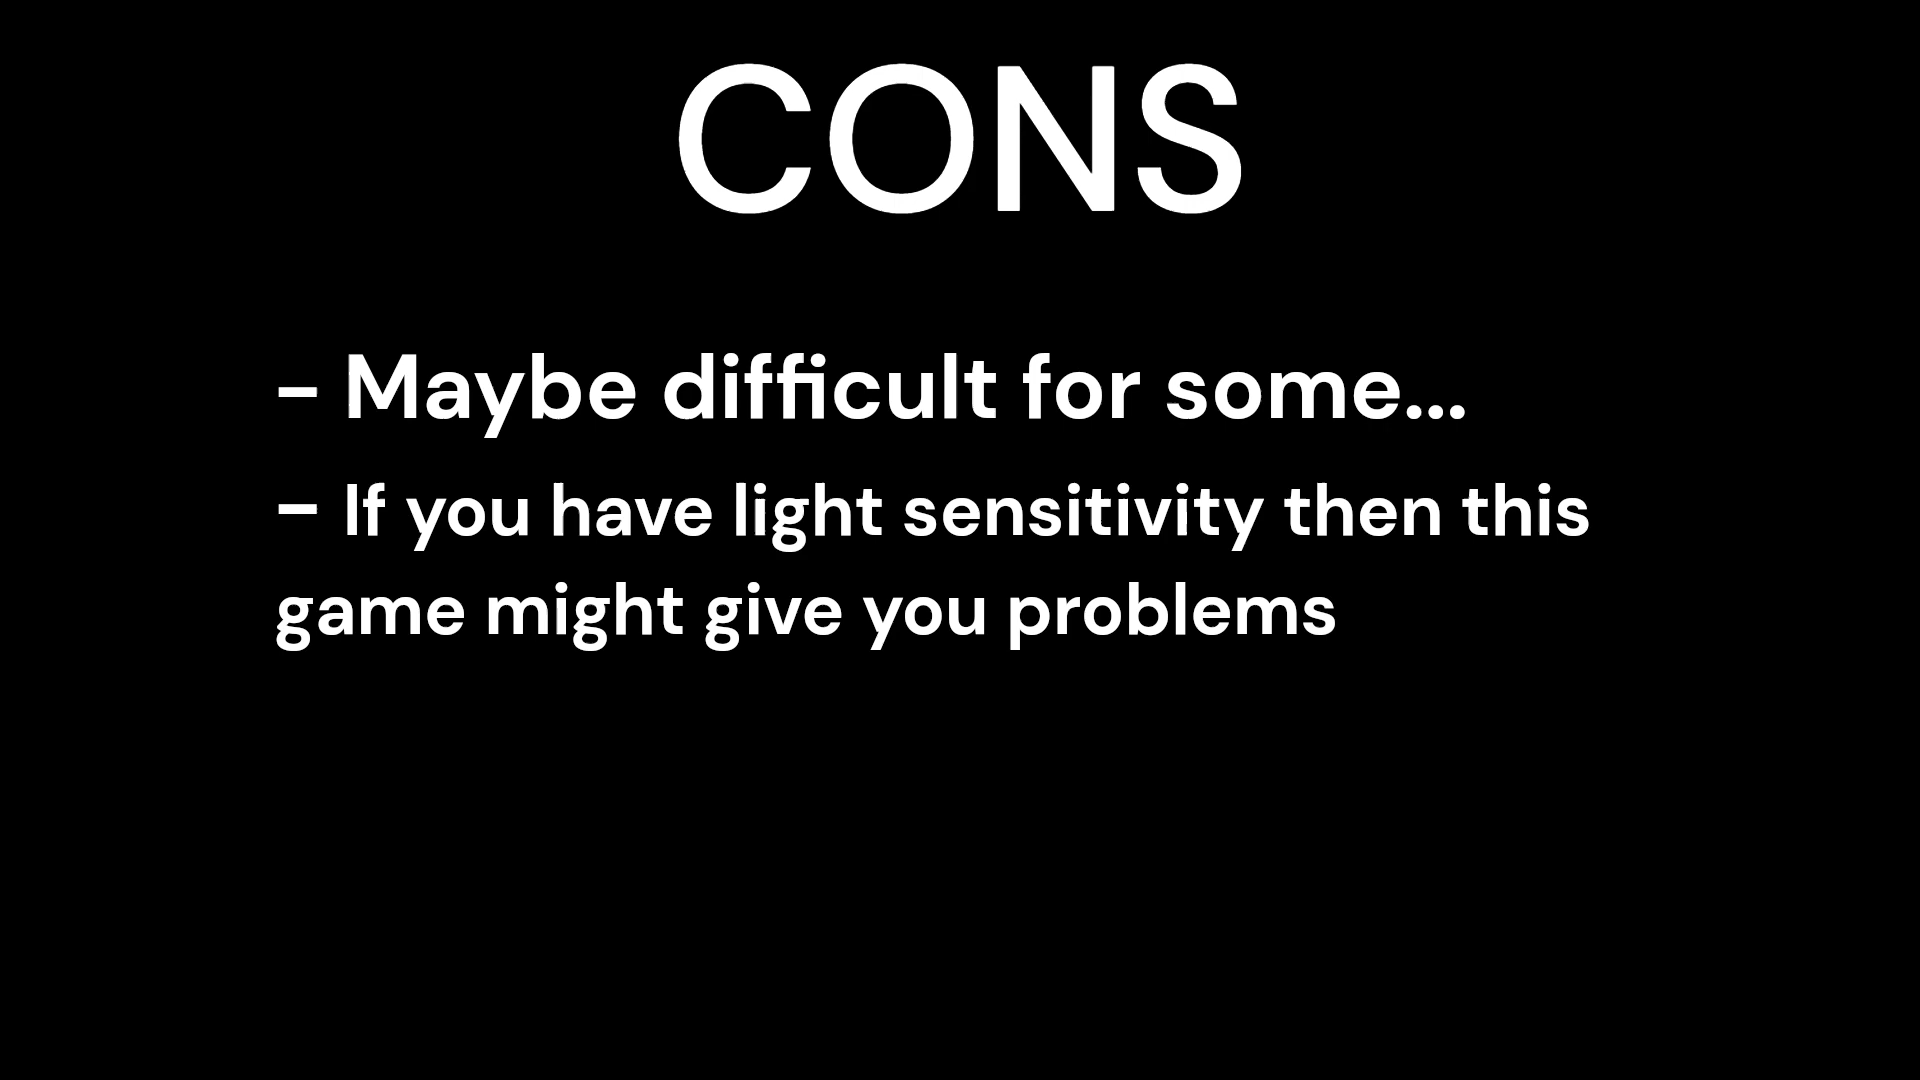 CONS
- Maybe difficult for some...
- If you have light sensitivity then this
game might give you problems